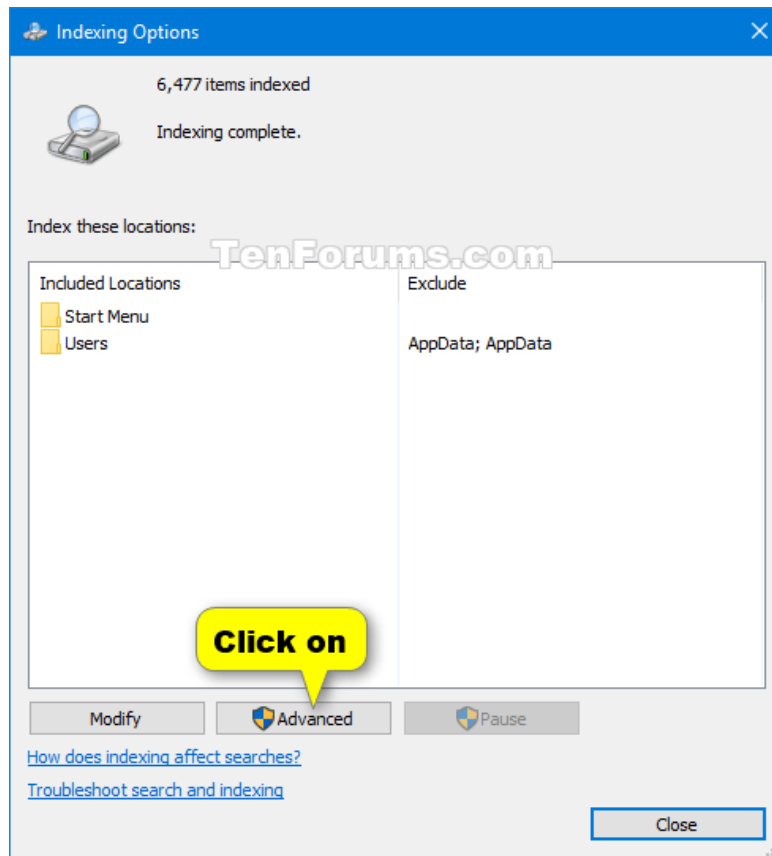 Indexing Options
6,477 items indexed
Indexing complete.
Index these locations:
TenForums.com
Included Locations Exclude
Start Menu
Users AppData; AppData
Click on
Modify Advanced Pause
How does indexing affect searches?
Troubleshoot search and indexing
Close